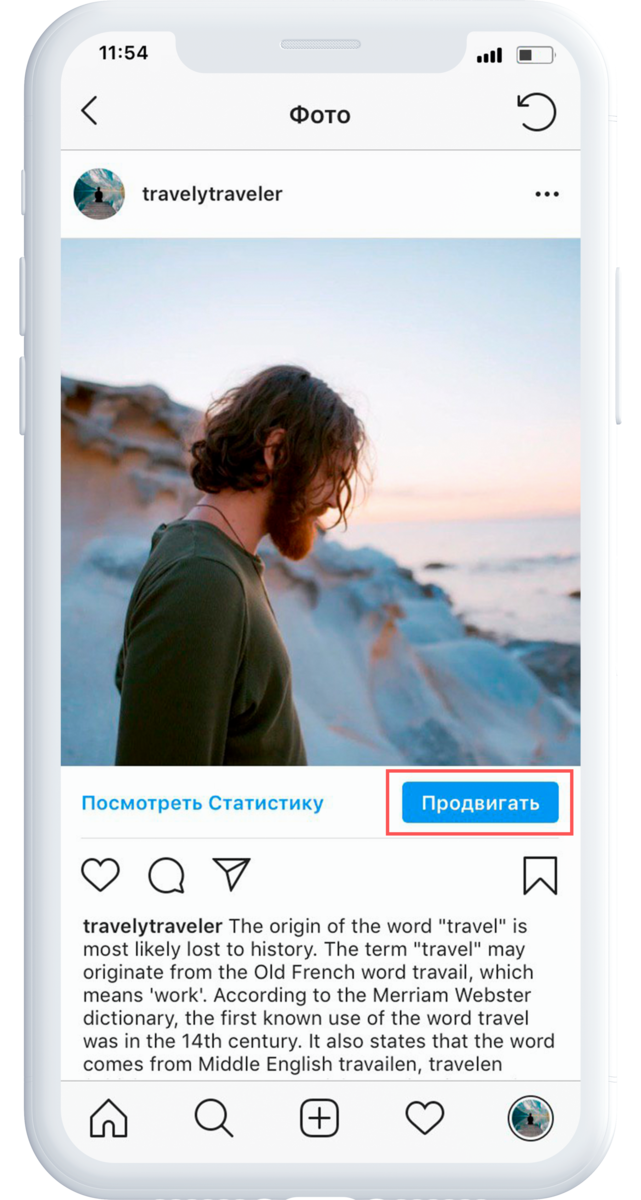 11:54
Фото
travelytraveler
Посмотреть Статистику
Продвигать
travelytraveler The origin of the word "travel" is
most likely lost to history. The term "travel" may
originate from the Old French word travail, which
means 'work'. According to the Merriam Webster
dictionary, the first known use of the word travel
was in the 14th century. It also states that the word
comes from Middle English travailen, travelen